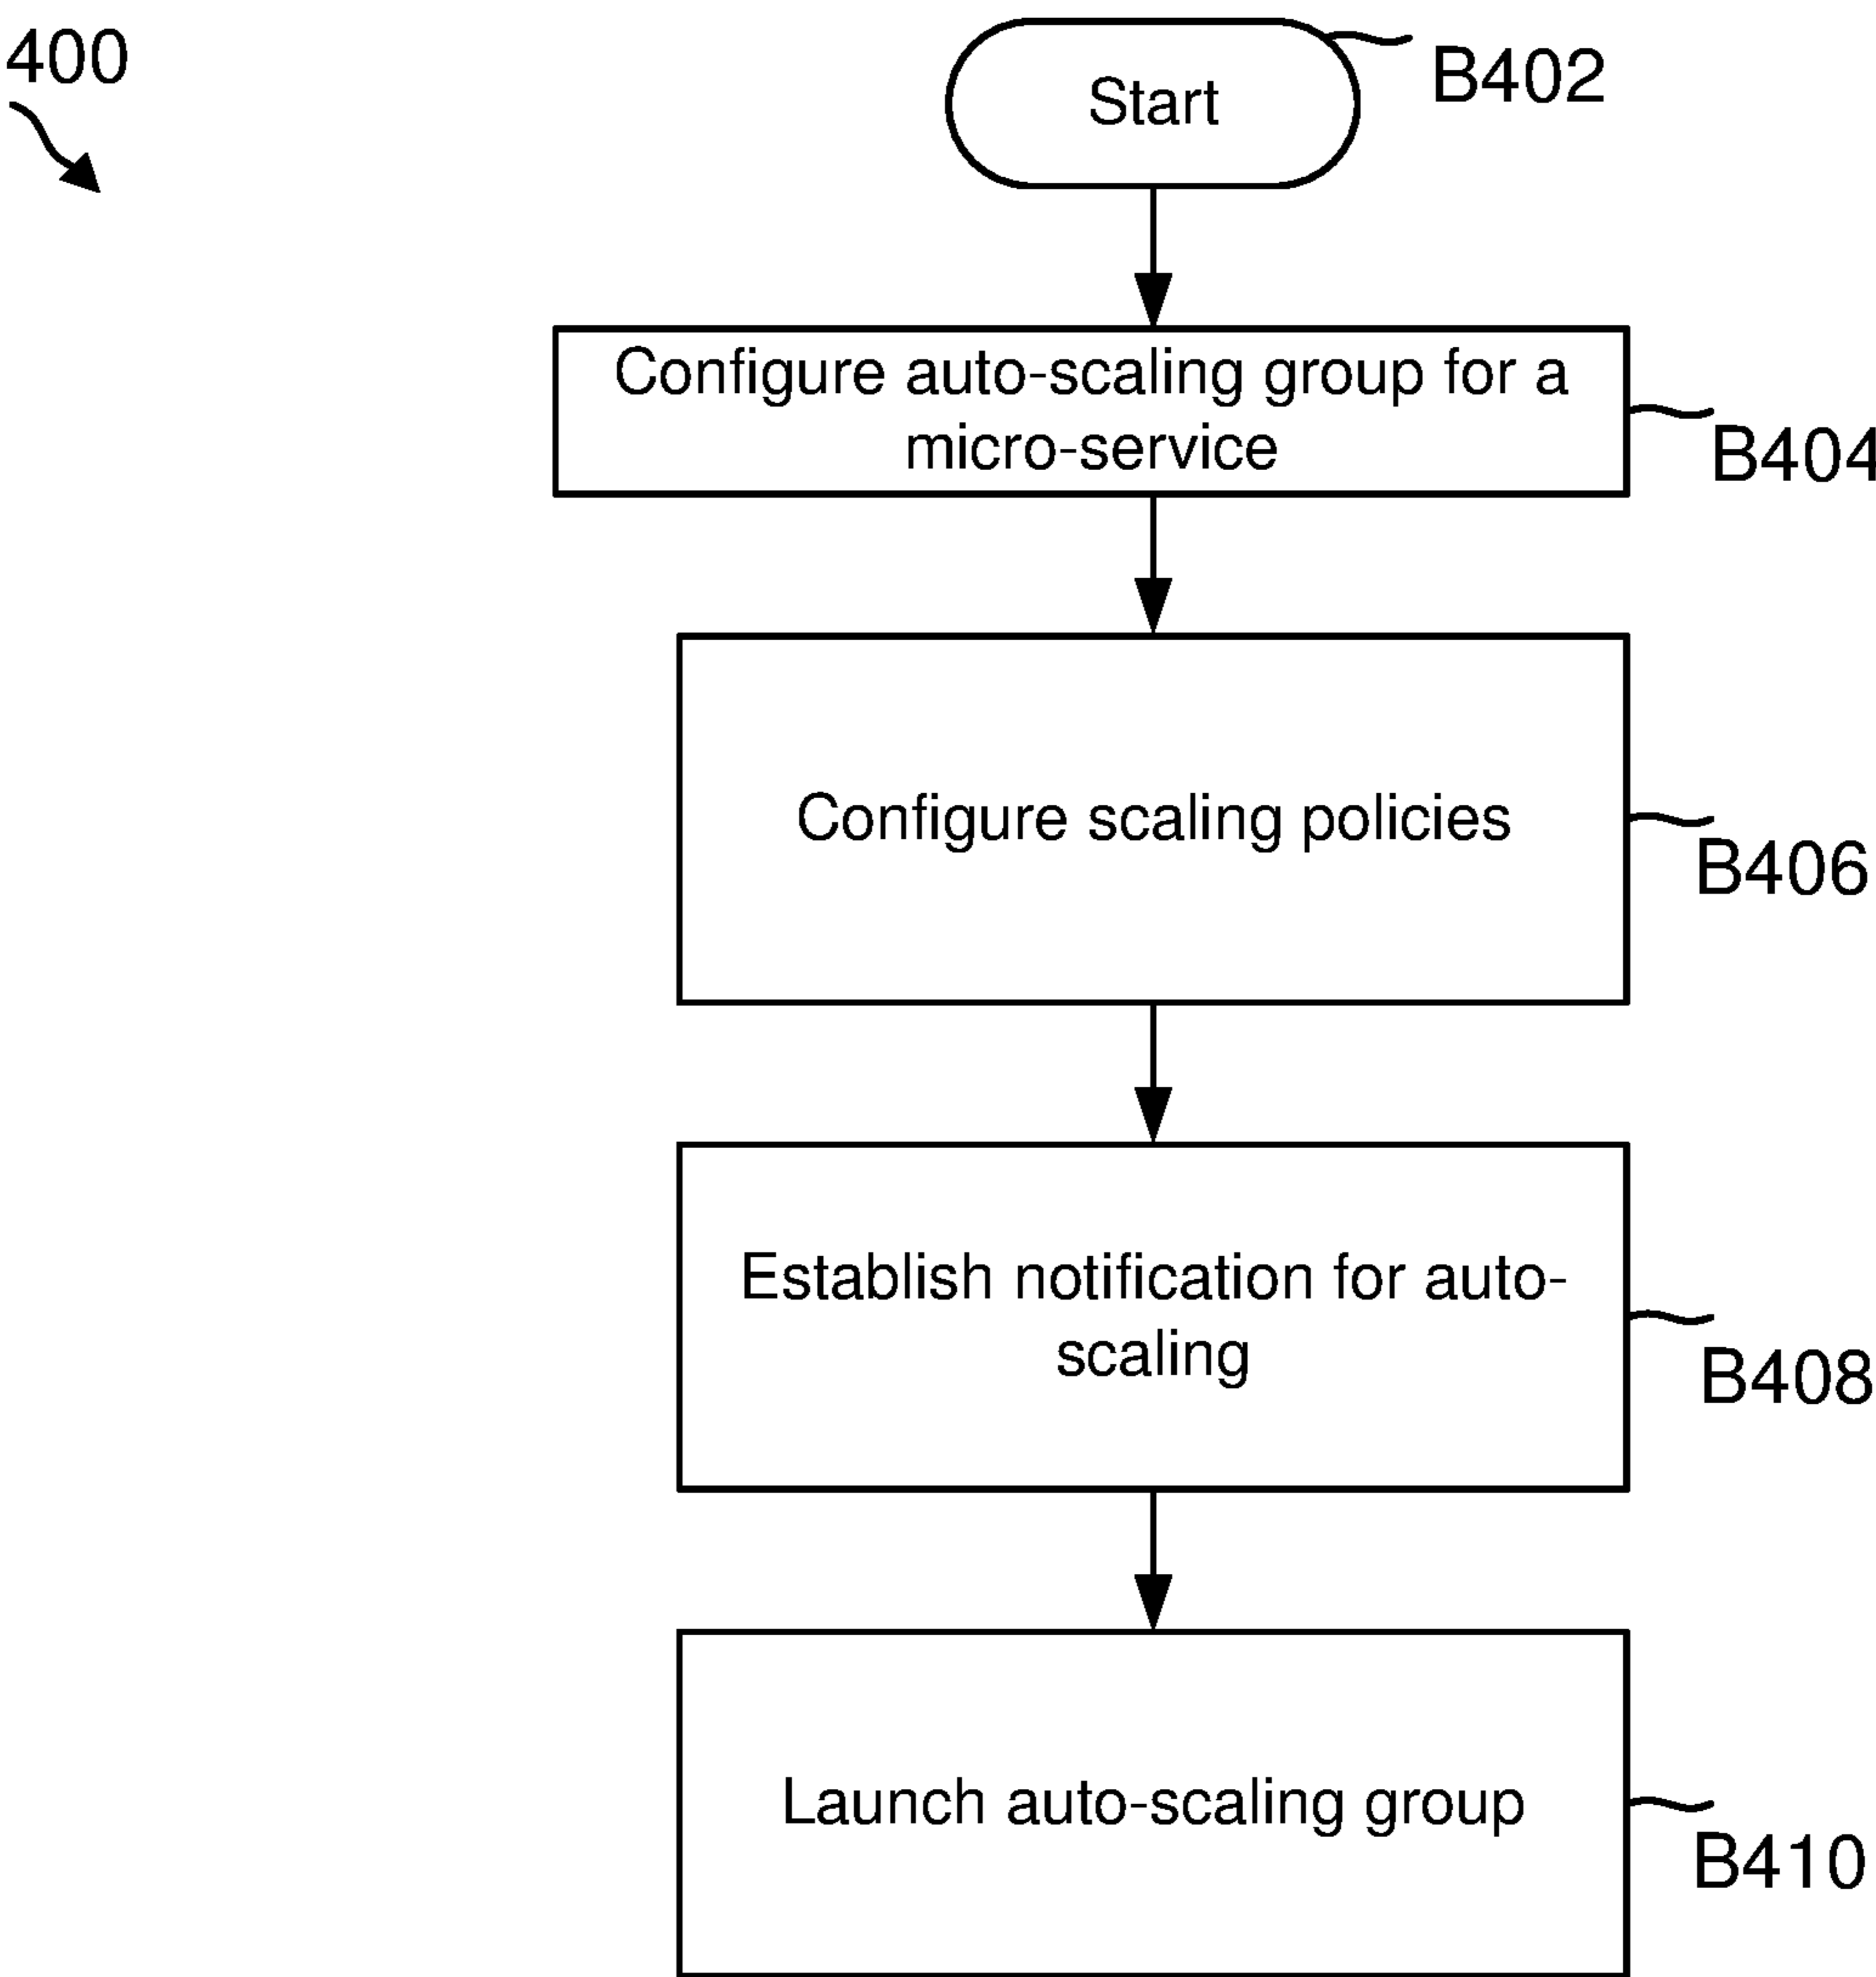 400
Start
B402
Configure auto-scaling group for a
micro-service
B404
Configure scaling policies
B406
Establish notification for auto-
scaling
B408
Launch auto-scaling group
B410